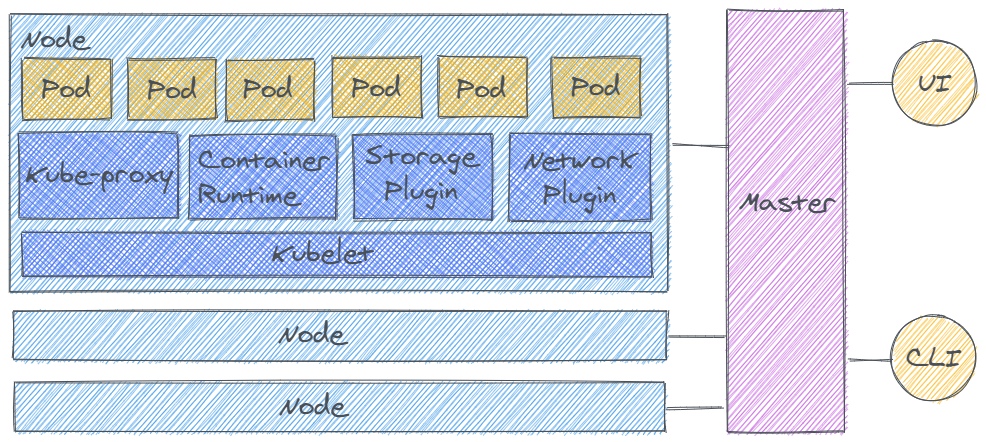 Node
Pod Pod Pod Pod Pod Pod
Kube-proxy
Container
Runtime
Storage
Plugin
Network
Plugin
Kubelet
Node
Node
Master
UI
CLI